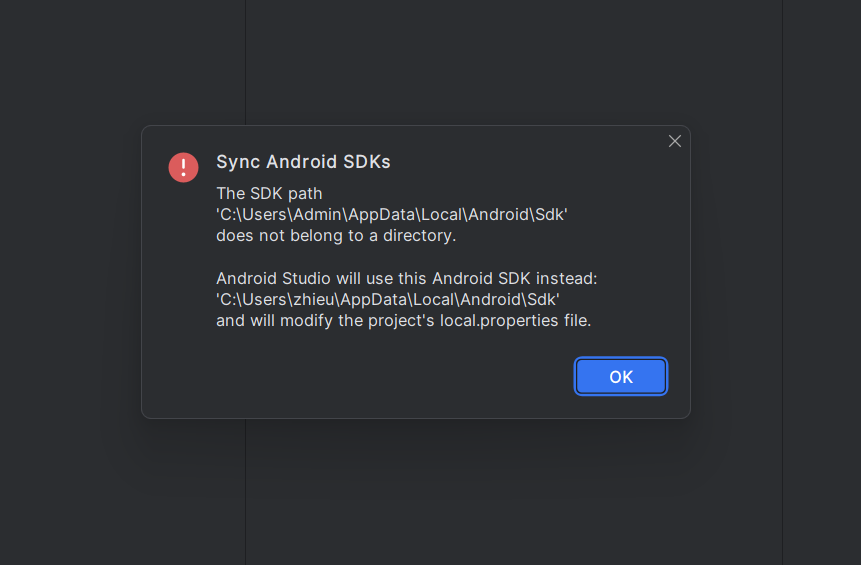 Sync Android SDKs
The SDK path
'C:\Users\Admin\AppData\Local\Android\Sdk'
does not belong to a directory.
Android Studio will use this Android SDK instead:
'C:\Users\zhieu\AppData\Local\Android\Sdk'
and will modify the project's local.properties file.
OK